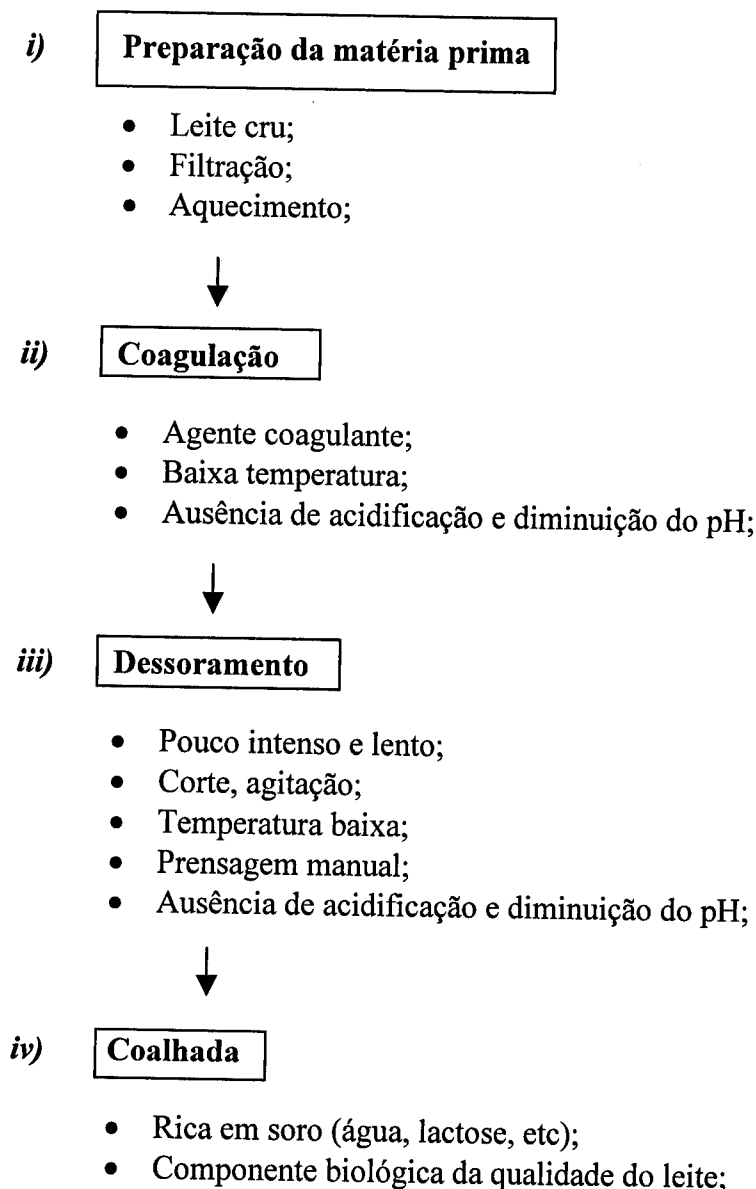 i) Preparação da matéria prima
• Leite cru;
• Filtração;
• Aquecimento;
ii) Coagulação
• Agente coagulante;
• Baixa temperatura;
• Ausência de acidificação e diminuição do pH;
iii) Dessoramento
• Pouco intenso e lento;
• Corte, agitação;
• Temperatura baixa;
• Prensagem manual;
• Ausência de acidificação e diminuição do pH;
iv) Coalhada
• Rica em soro (água, lactose, etc);
• Componente biológica da qualidade do leite;